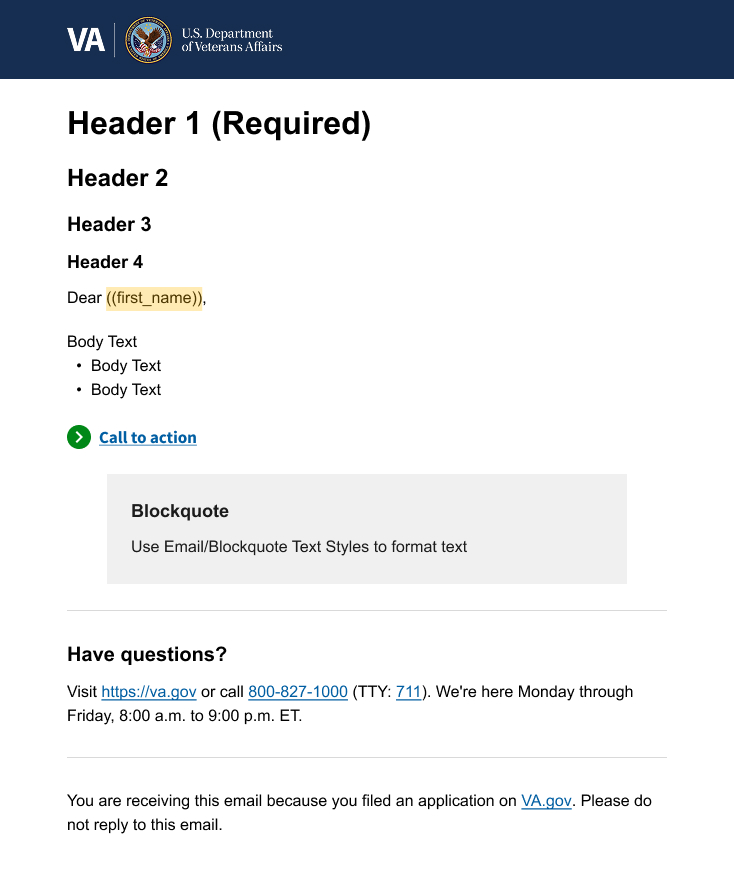 VA
U.S. Department
of Veterans Affairs
Header 1 (Required)
Header 2
Header 3
Header 4
Dear ((first_name)),
Body Text
• Body Text
• Body Text
Call to action
Blockquote
Use Email/Blockquote Text Styles to format text
Have questions?
Visit https://va.gov or call 800-827-1000 (TTY: 711). We're here Monday through
Friday, 8:00 a.m. to 9:00 p.m. ET.
You are receiving this email because you filed an application on VA.gov. Please do
not reply to this email.